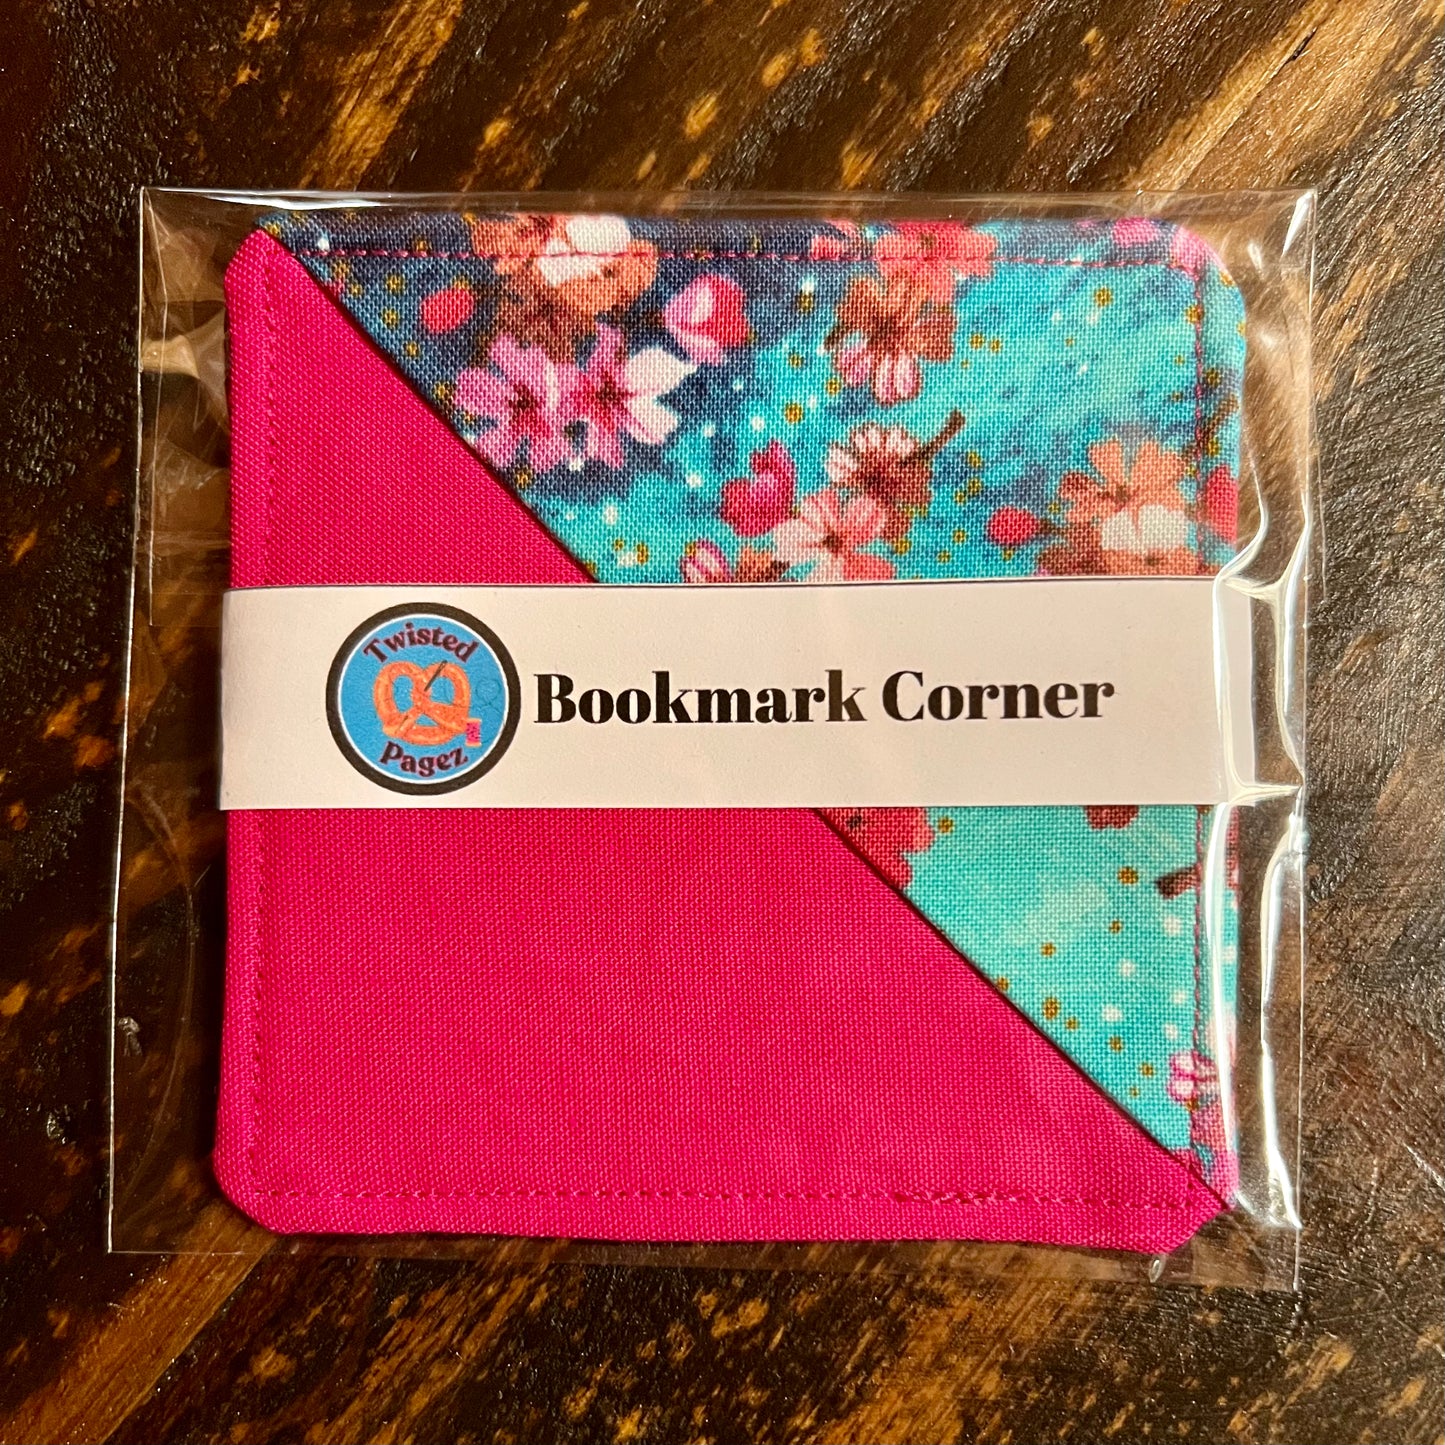 Twisted
Pagez
Bookmark Corner